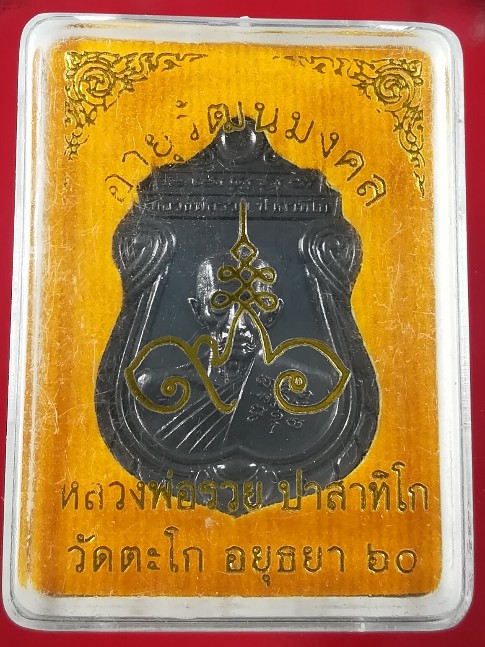 อายุวัฒนมงคล
หลวงพ่อรวย ปาสาทิโก
วัดตะโก อยุธยา ๖๐